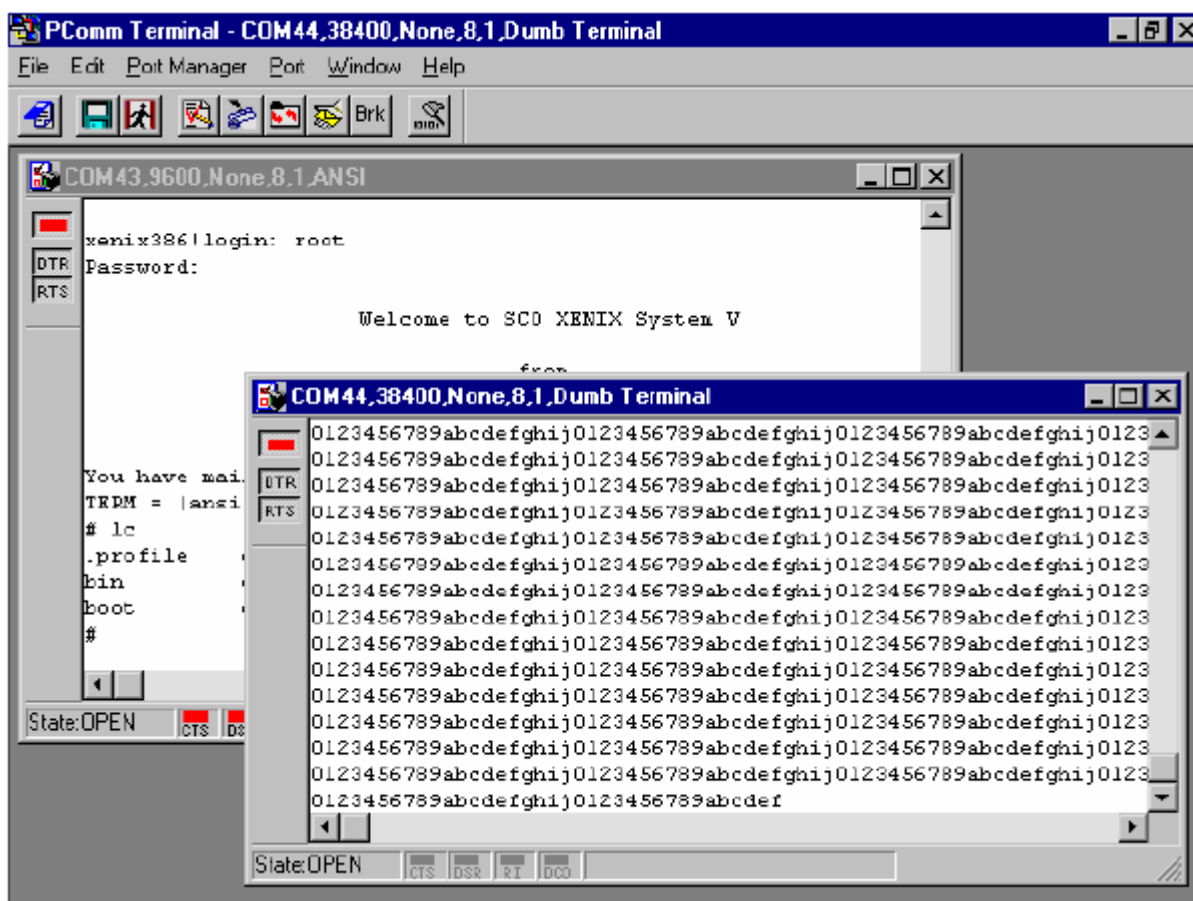 PComm Terminal - COM44,38400,None,8,1,Dumb Terminal
File Edit Port Manager Port Window Help
Brk
COM43,9600,None,8,1,ANSI
DTR
RTS
xenix386!login: root
Password:
Welcome to SCO XENIX System V
from
You have mai
TERM = |ansi
# lc
.profile
bin
boot
#
State:OPEN CTS
COM44,38400,None,8,1,Dumb Terminal
DTR
RTS
0123456789abcdefghij0123456789abcdefghij0123456789abcdefghij0123
0123456789abcdefghij0123456789abcdefghij0123456789abcdefghij0123
0123456789abcdefghij0123456789abcdefghij0123456789abcdefghij0123
0123456789abcdefghij0123456789abcdefghij0123456789abcdefghij0123
0123456789abcdefghij0123456789abcdefghij0123456789abcdefghij0123
0123456789abcdefghij0123456789abcdefghij0123456789abcdefghij0123
0123456789abcdefghij0123456789abcdefghij0123456789abcdefghij0123
0123456789abcdefghij0123456789abcdefghij0123456789abcdefghij0123
0123456789abcdefghij0123456789abcdefghij0123456789abcdefghij0123
0123456789abcdefghij0123456789abcdefghij0123456789abcdefghij0123
0123456789abcdefghij0123456789abcdefghij0123456789abcdefghij0123
0123456789abcdefghij0123456789abcdefghij0123456789abcdefghij0123
0123456789abcdefghij0123456789abcdefghij0123456789abcdefghij0123
0123456789abcdefghij0123456789abcdefghij0123456789abcdefghij0123
0123456789abcdefghij0123456789abcdef
State:OPEN CTS DSR RI DCD